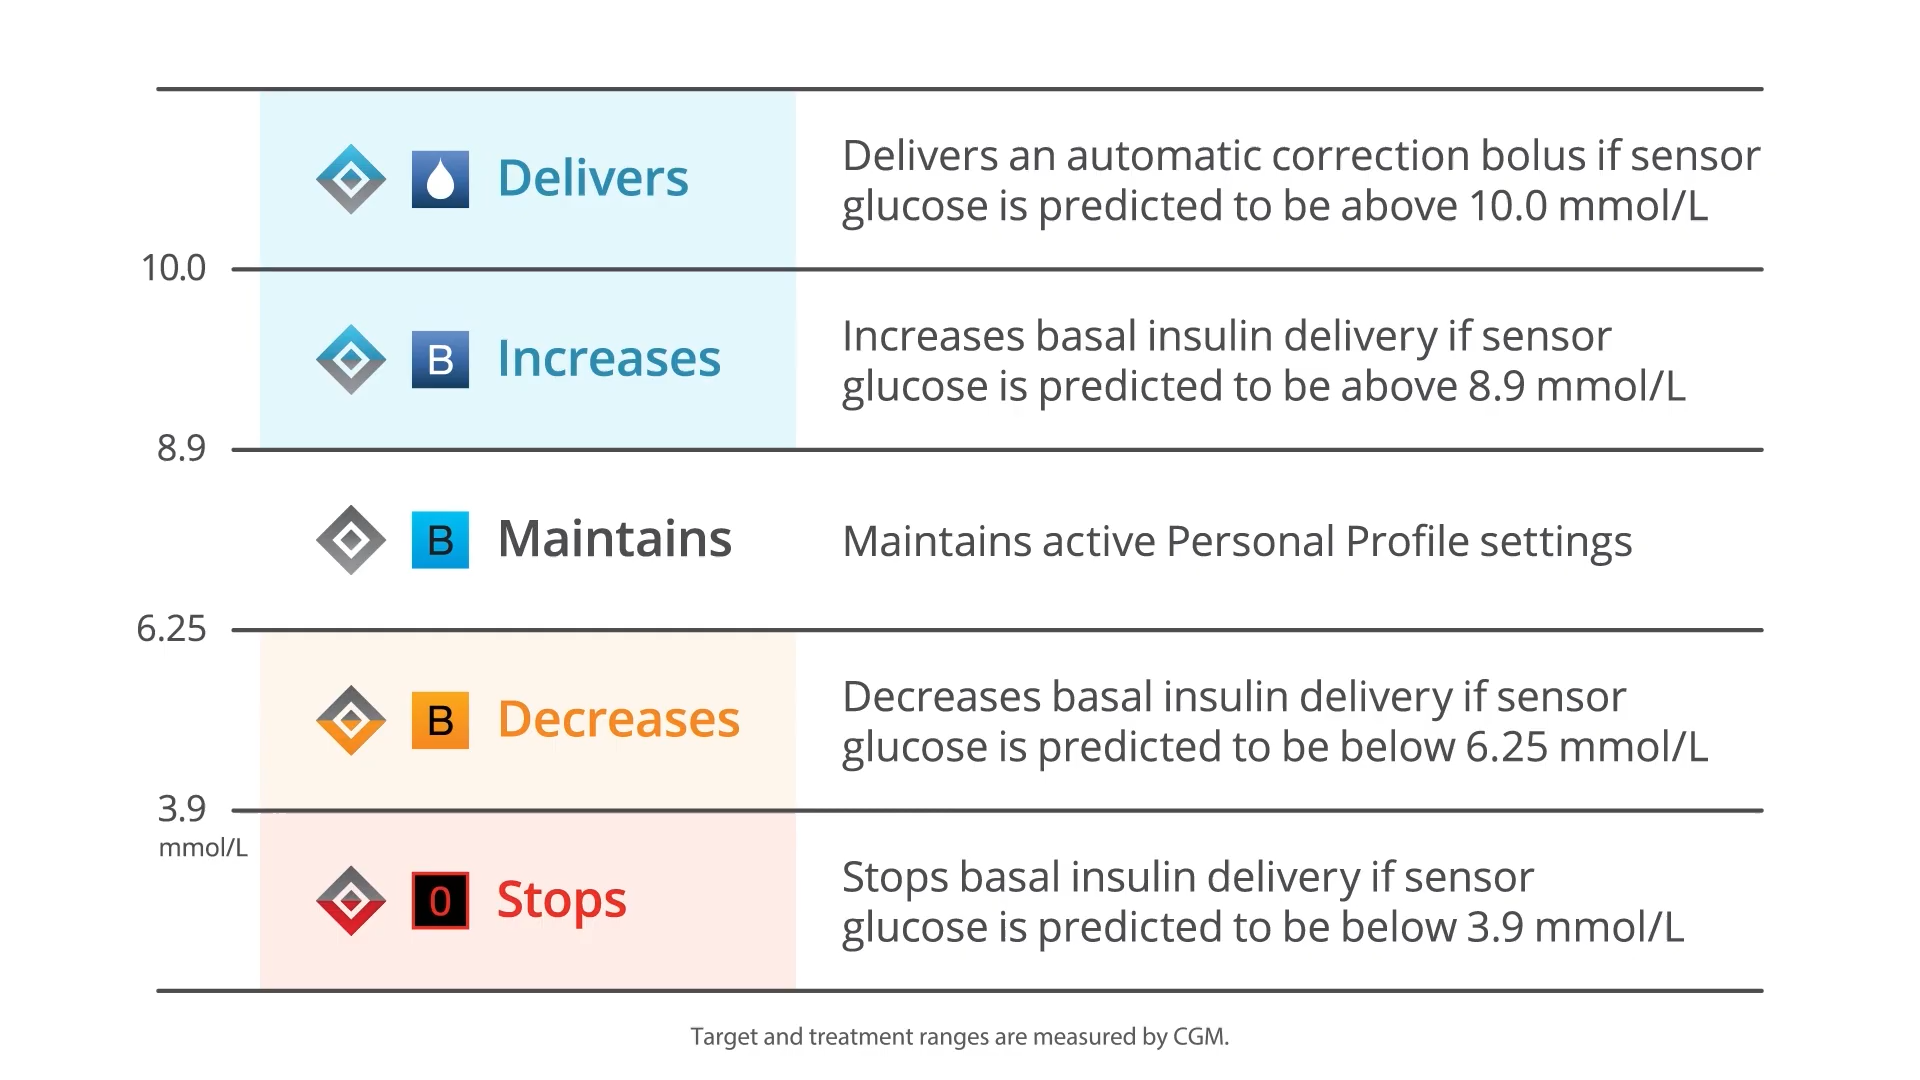 Delivers
Delivers an automatic correction bolus if sensor
glucose is predicted to be above 10.0 mmol/L
10.0
B
Increases
Increases basal insulin delivery if sensor
glucose is predicted to be above 8.9 mmol/L
8.9
B
Maintains
Maintains active Personal Profile settings
6.25
B
Decreases
Decreases basal insulin delivery if sensor
glucose is predicted to be below 6.25 mmol/L
3.9
mmol/L
0
Stops
Stops basal insulin delivery if sensor
glucose is predicted to be below 3.9 mmol/L
Target and treatment ranges are measured by CGM.